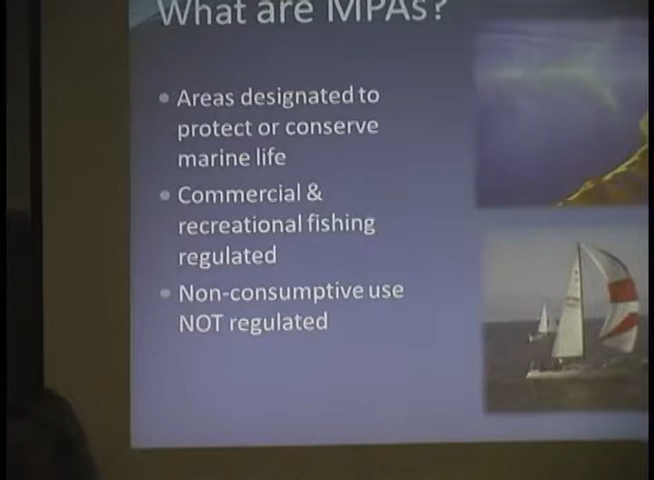 What are MPAs?
Areas designated to
protect or conserve
marine life
Commercial &
recreational fishing
regulated
Non-consumptive use
NOT regulated